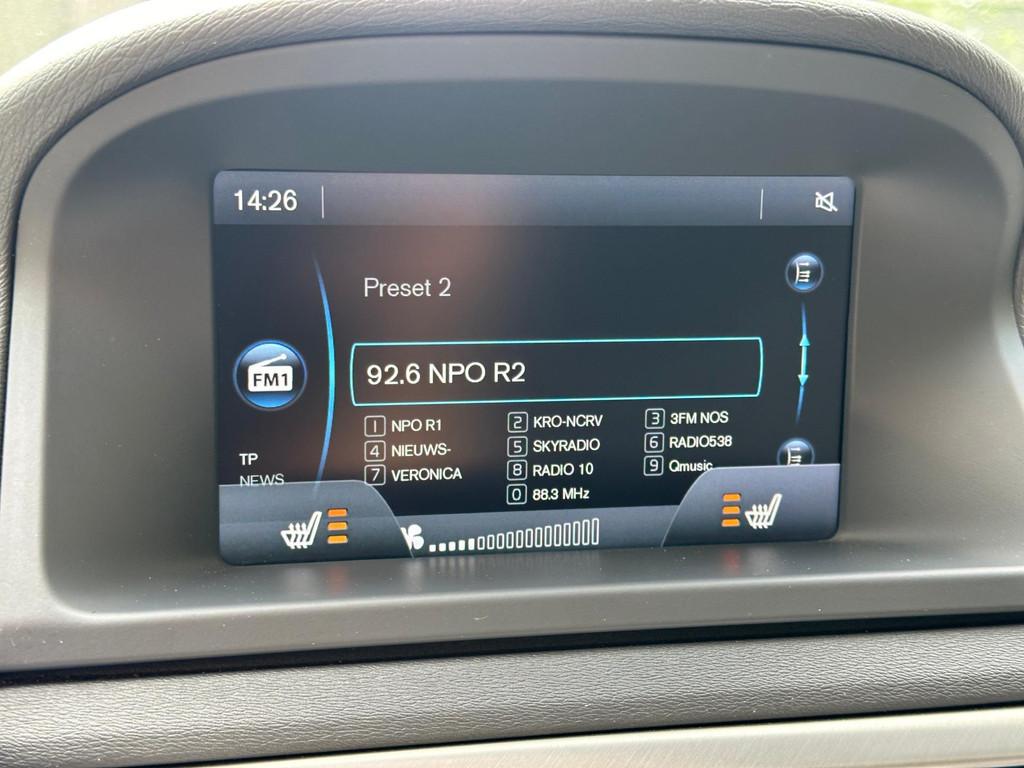 14:26
Preset 2
FM1
92.6 NPO R2
1 NPO R1 2 KRO-NCRV 3 3FM NOS
4 NIEUWS- 5 SKYRADIO 6 RADIO538
7 VERONICA 8 RADIO 10 9 Qmusic
0 88.3 MHz
TP
NEWS